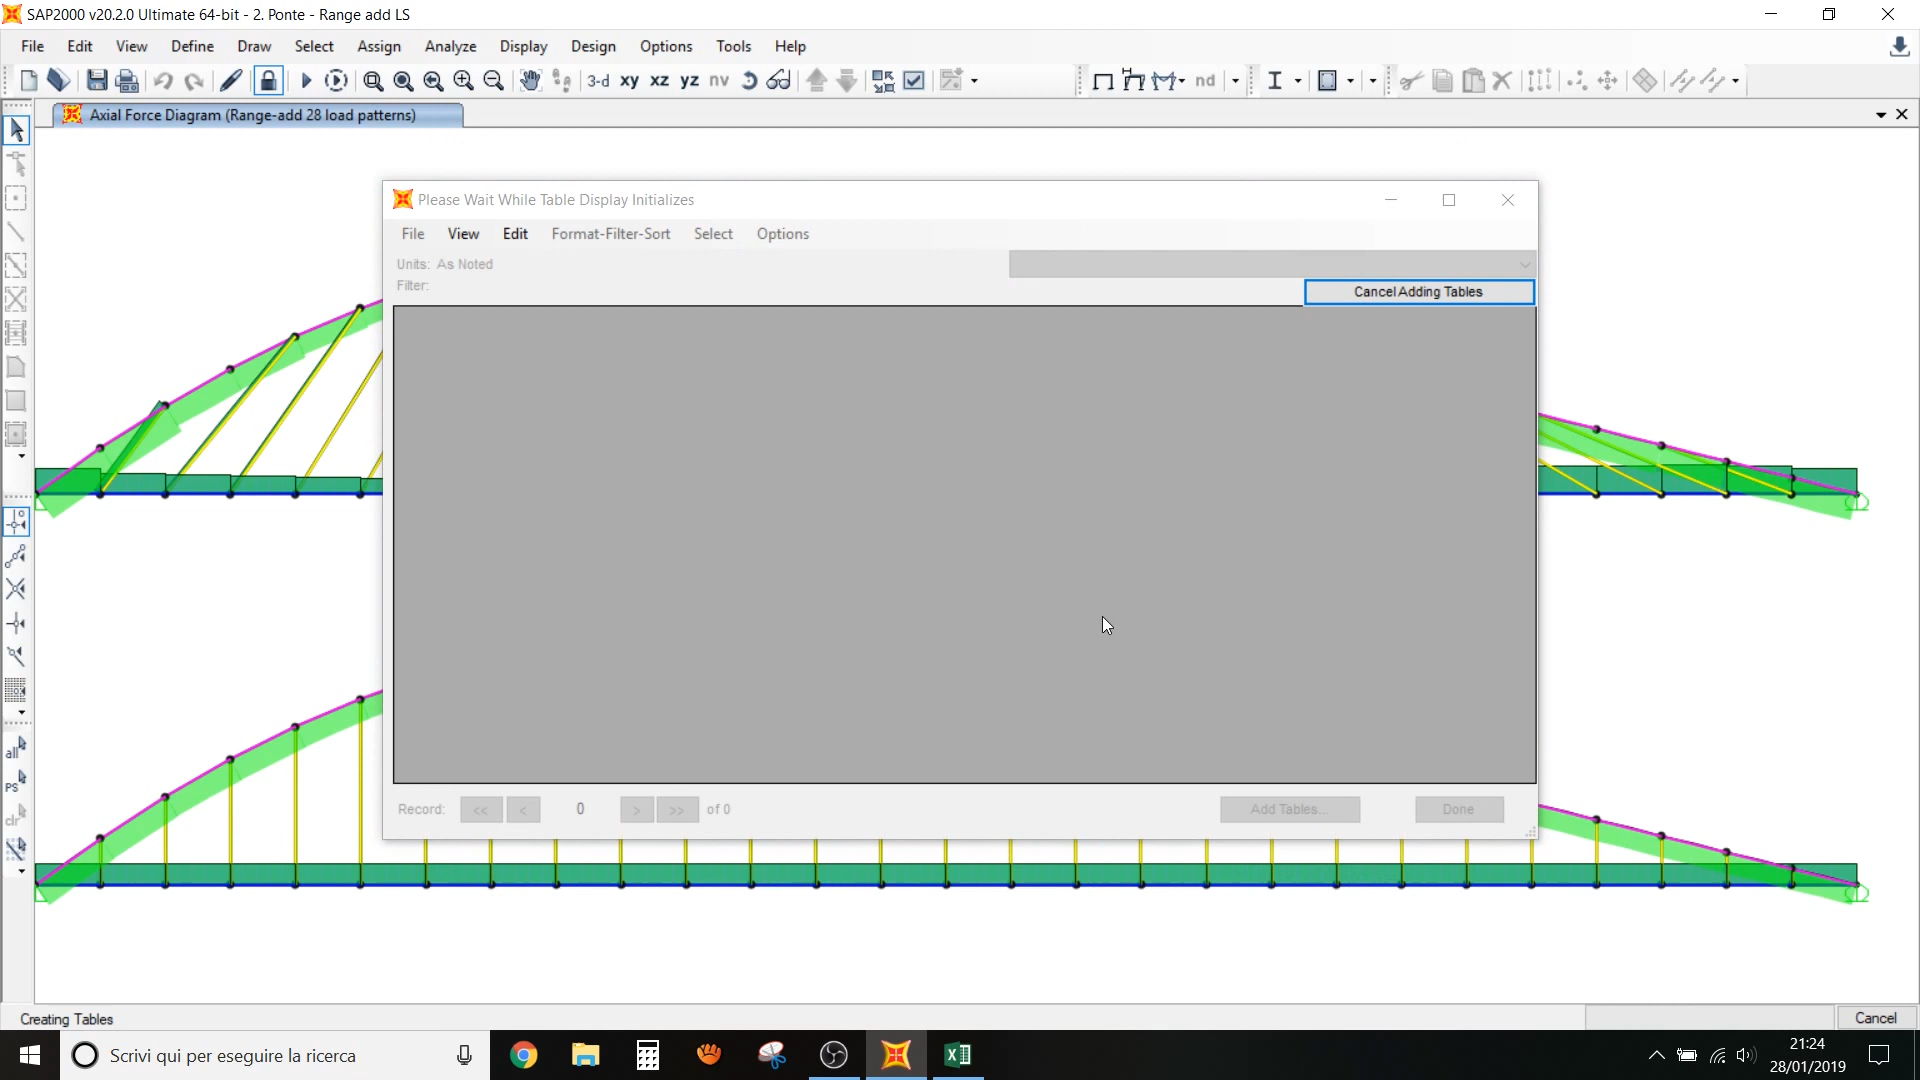 SAP2000 v20.2.0 Ultimate 64-bit - 2. Ponte - Range add LS
File Edit View Define Draw Select Assign Analyze Display Design Options Tools Help
3-d xy xz yz nv nd
Axial Force Diagram (Range-add 28 load patterns)
Please Wait While Table Display Initializes
File View Edit Format-Filter-Sort Select Options
Units: As Noted
Filter:
Cancel Adding Tables
all
PS
clr
Record: << < 0 > >> of 0 Add Tables... Done
Creating Tables Cancel
Scrivi qui per eseguire la ricerca
21:24
28/01/2019